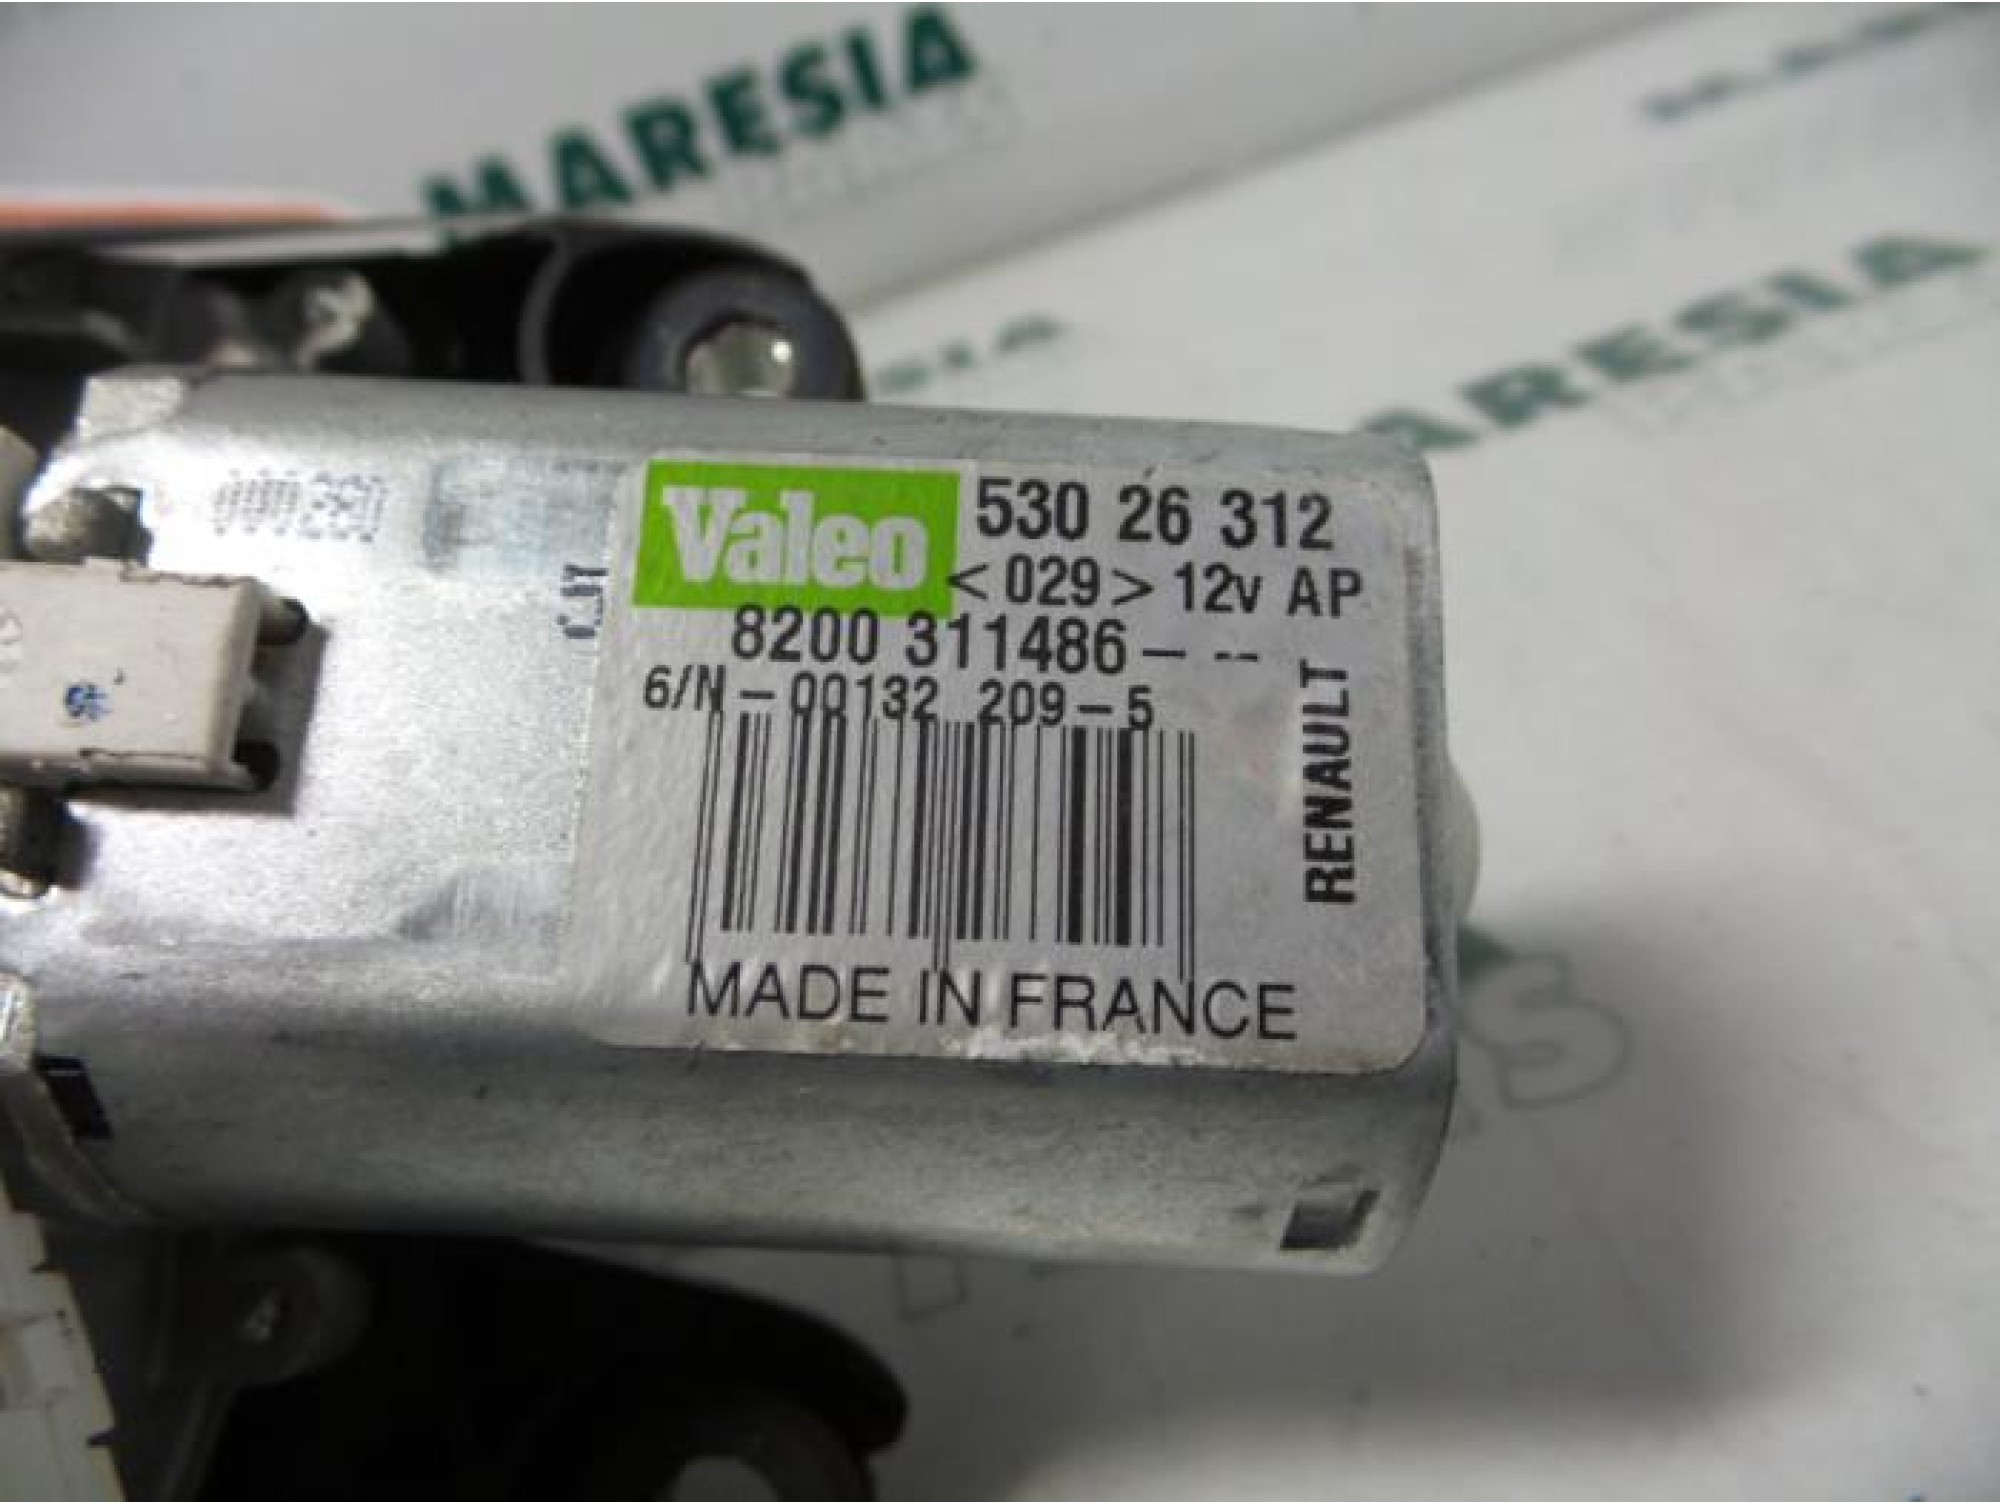 MARESIA
MARESIA
Valeo
530 26 312
<029> 12v AP
8200 311486- --
6/N-00132 209-5
RENAULT
MADE IN FRANCE